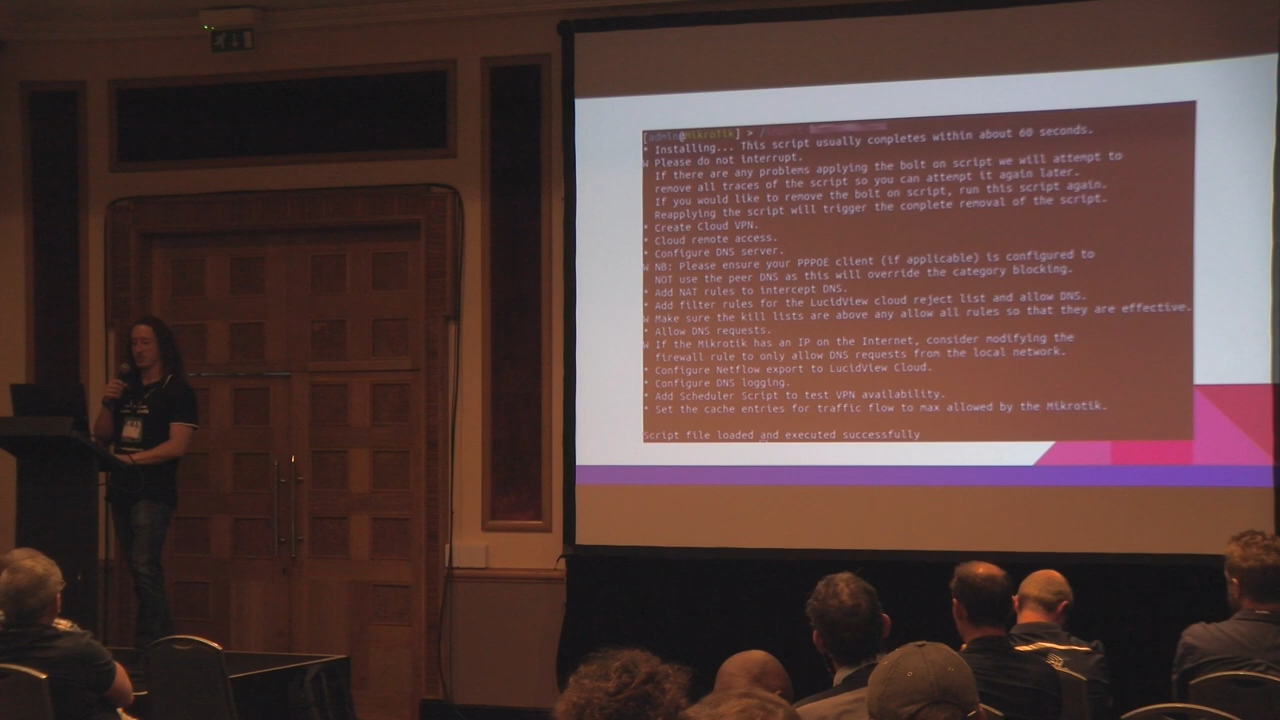 [admin@MikroTik] > /
* Installing... This script usually completes within about 60 seconds.
W Please do not interrupt.
If there are any problems applying the bolt on script we will attempt to
remove all traces of the script so you can attempt it again later.
If you would like to remove the bolt on script, run this script again.
Reapplying the script will trigger the complete removal of the script.
* Create Cloud VPN.
* Cloud remote access.
* Configure DNS server.
W NB: Please ensure your PPPOE client (if applicable) is configured to
NOT use the peer DNS as this will override the category blocking.
* Add NAT rules to intercept DNS.
* Add filter rules for the LucidView cloud reject list and allow DNS.
W Make sure the kill lists are above any allow all rules so that they are effective.
* Allow DNS requests.
W If the Mikrotik has an IP on the Internet, consider modifying the
firewall rule to only allow DNS requests from the local network.
* Configure Netflow export to LucidView Cloud.
* Configure DNS logging.
* Add Scheduler Script to test VPN availability.
* Set the cache entries for traffic flow to max allowed by the Mikrotik.
Script file loaded and executed successfully